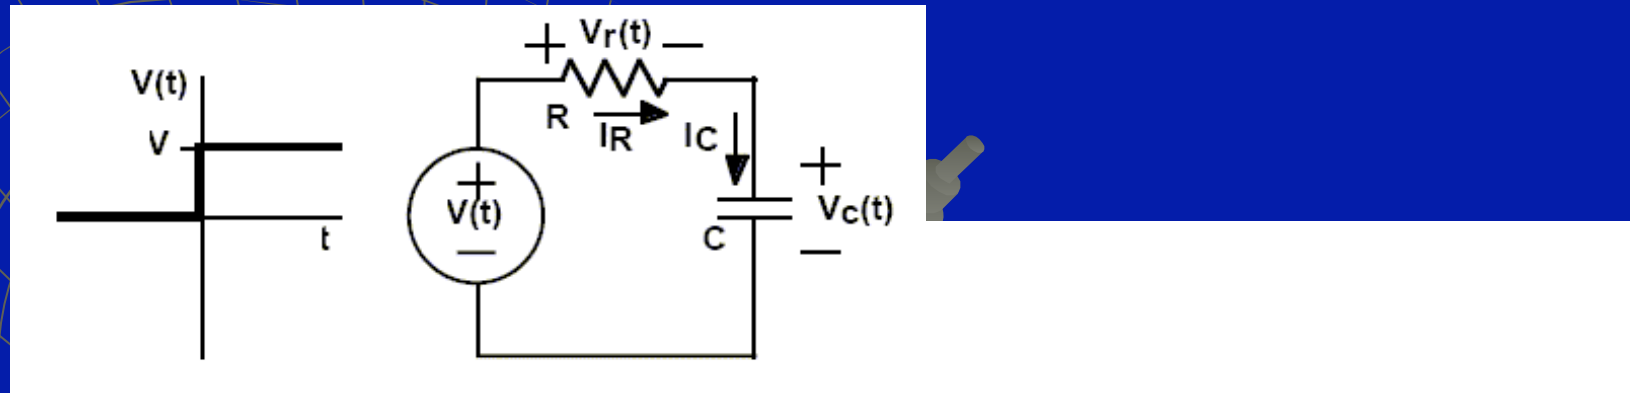 V(t)
V
t
+ Vr(t) —
R
IR
IC
+
V(t)
—
C
+
Vc(t)
—